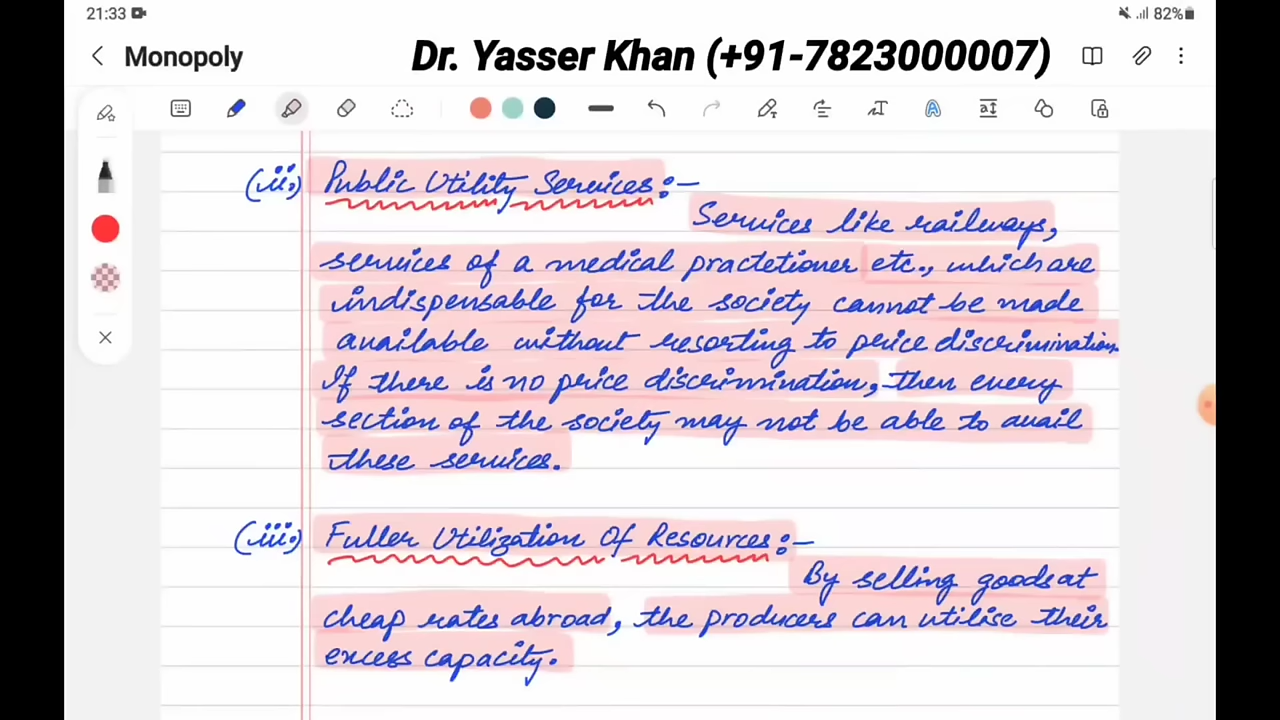 21:33
82%
Monopoly
Dr. Yasser Khan (+91-7823000007)
(ii) Public Utility Services:-
Services like railways,
services of a medical practetioner etc., which are
indispensable for the society cannot be made
available without resorting to price discrimination.
If there is no price discrimination, then every
section of the society may not be able to avail
these services.
(iii) Fuller Utilization Of Resources:-
By selling goods at
cheap rates abroad, the producers can utilise their
excess capacity.